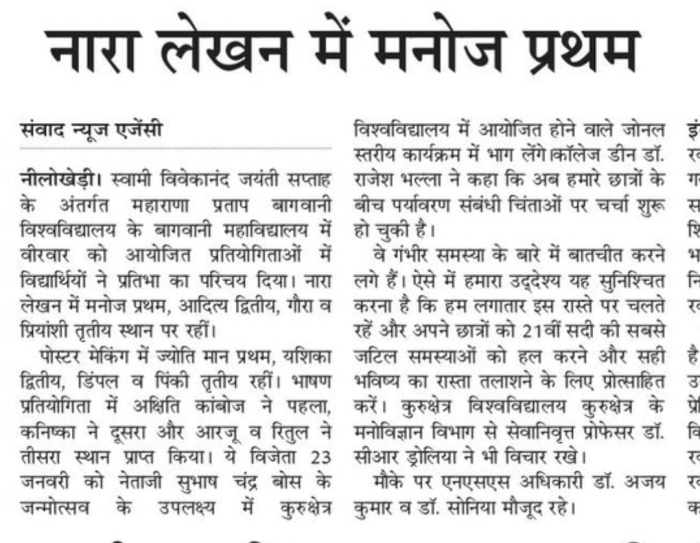 नारा लेखन में मनोज प्रथम
संवाद न्यूज एजेंसी
नीलोखेड़ी। स्वामी विवेकानंद जयंती सप्ताह
के अंतर्गत महाराणा प्रताप बागवानी
विश्वविद्यालय के बागवानी महाविद्यालय में
वीरवार को आयोजित प्रतियोगिताओं में
विद्यार्थियों ने प्रतिभा का परिचय दिया। नारा
लेखन में मनोज प्रथम, आदित्य द्वितीय, गौरा व
प्रियांशी तृतीय स्थान पर रहीं।
पोस्टर मेकिंग में ज्योति मान प्रथम, यशिका
द्वितीय, डिंपल व पिंकी तृतीय रहीं। भाषण
प्रतियोगिता में अक्षिति कांबोज ने पहला,
कनिष्का ने दूसरा और आरजू व रितुल ने
तीसरा स्थान प्राप्त किया। ये विजेता 23
जनवरी को नेताजी सुभाष चंद्र बोस के
जन्मोत्सव के उपलक्ष्य में कुरुक्षेत्र
विश्वविद्यालय में आयोजित होने वाले जोनल
स्तरीय कार्यक्रम में भाग लेंगे।कॉलेज डीन डॉ.
राजेश भल्ला ने कहा कि अब हमारे छात्रों के
बीच पर्यावरण संबंधी चिंताओं पर चर्चा शुरू
हो चुकी है।
वे गंभीर समस्या के बारे में बातचीत करने
लगे हैं। ऐसे में हमारा उद्देश्य यह सुनिश्चित
करना है कि हम लगातार इस रास्ते पर चलते
रहें और अपने छात्रों को 21वीं सदी की सबसे
जटिल समस्याओं को हल करने और सही
भविष्य का रास्ता तलाशने के लिए प्रोत्साहित
करें। कुरुक्षेत्र विश्वविद्यालय कुरुक्षेत्र के
मनोविज्ञान विभाग से सेवानिवृत्त प्रोफेसर डॉ.
सीआर ड्रोलिया ने भी विचार रखे।
मौके पर एनएसएस अधिकारी डॉ. अजय
कुमार व डॉ. सोनिया मौजूद रहे।